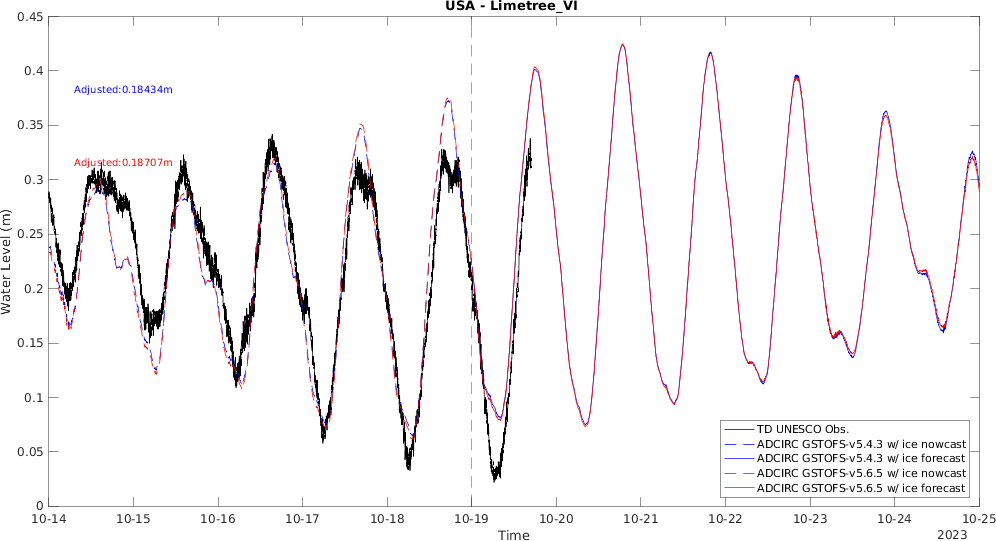 USA - Limetree_VI
0.45
0.4
0.35
0.3
0.25
0.2
0.15
0.1
0.05
0
Water Level (m)
Adjusted:0.18434m
Adjusted:0.18707m
TD UNESCO Obs.
ADCIRC GSTOFS-v5.4.3 w/ ice nowcast
ADCIRC GSTOFS-v5.4.3 w/ ice forecast
ADCIRC GSTOFS-v5.6.5 w/ ice nowcast
ADCIRC GSTOFS-v5.6.5 w/ ice forecast
10-14 10-15 10-16 10-17 10-18 10-19 10-20 10-21 10-22 10-23 10-24 10-25
Time
2023